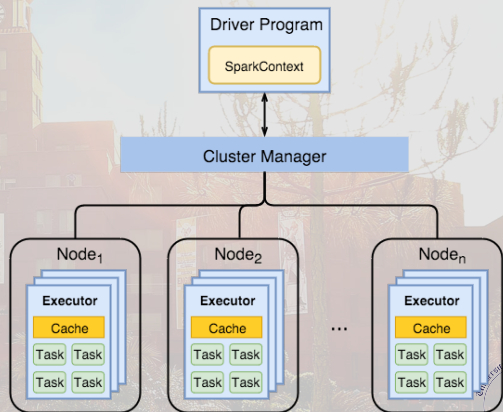 Driver Program
SparkContext
Cluster Manager
Node1
Node2
Noden
Executor
Cache
Task Task
Task Task
Executor
Cache
Task Task
Task Task
...
Executor
Cache
Task Task
Task Task